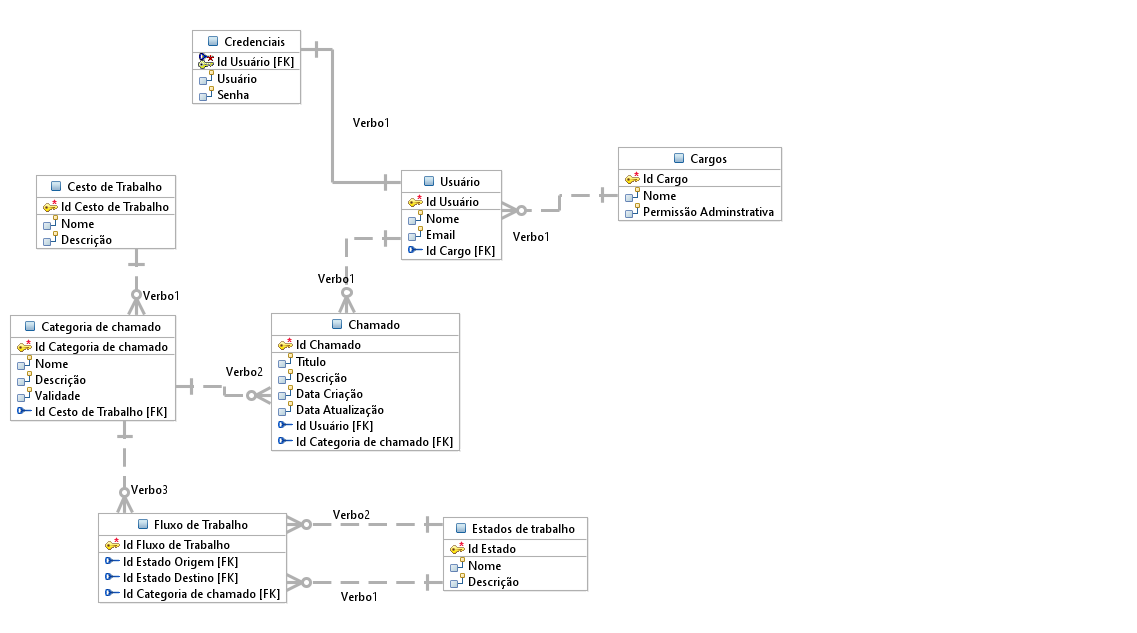 Credenciais
Id Usuário [FK]
Usuário
Senha
Verbo1
Cargos
Id Cargo
Nome
Permissão Adminstrativa
Usuário
Id Usuário
Nome
Email
Id Cargo [FK]
Verbo1
Cesto de Trabalho
Id Cesto de Trabalho
Nome
Descrição
Verbo1
Verbo1
Categoria de chamado
Id Categoria de chamado
Nome
Descrição
Validade
Id Cesto de Trabalho [FK]
Verbo2
Chamado
Id Chamado
Titulo
Descrição
Data Criação
Data Atualização
Id Usuário [FK]
Id Categoria de chamado [FK]
Verbo3
Fluxo de Trabalho
Id Fluxo de Trabalho
Id Estado Origem [FK]
Id Estado Destino [FK]
Id Categoria de chamado [FK]
Verbo2
Verbo1
Estados de trabalho
Id Estado
Nome
Descrição